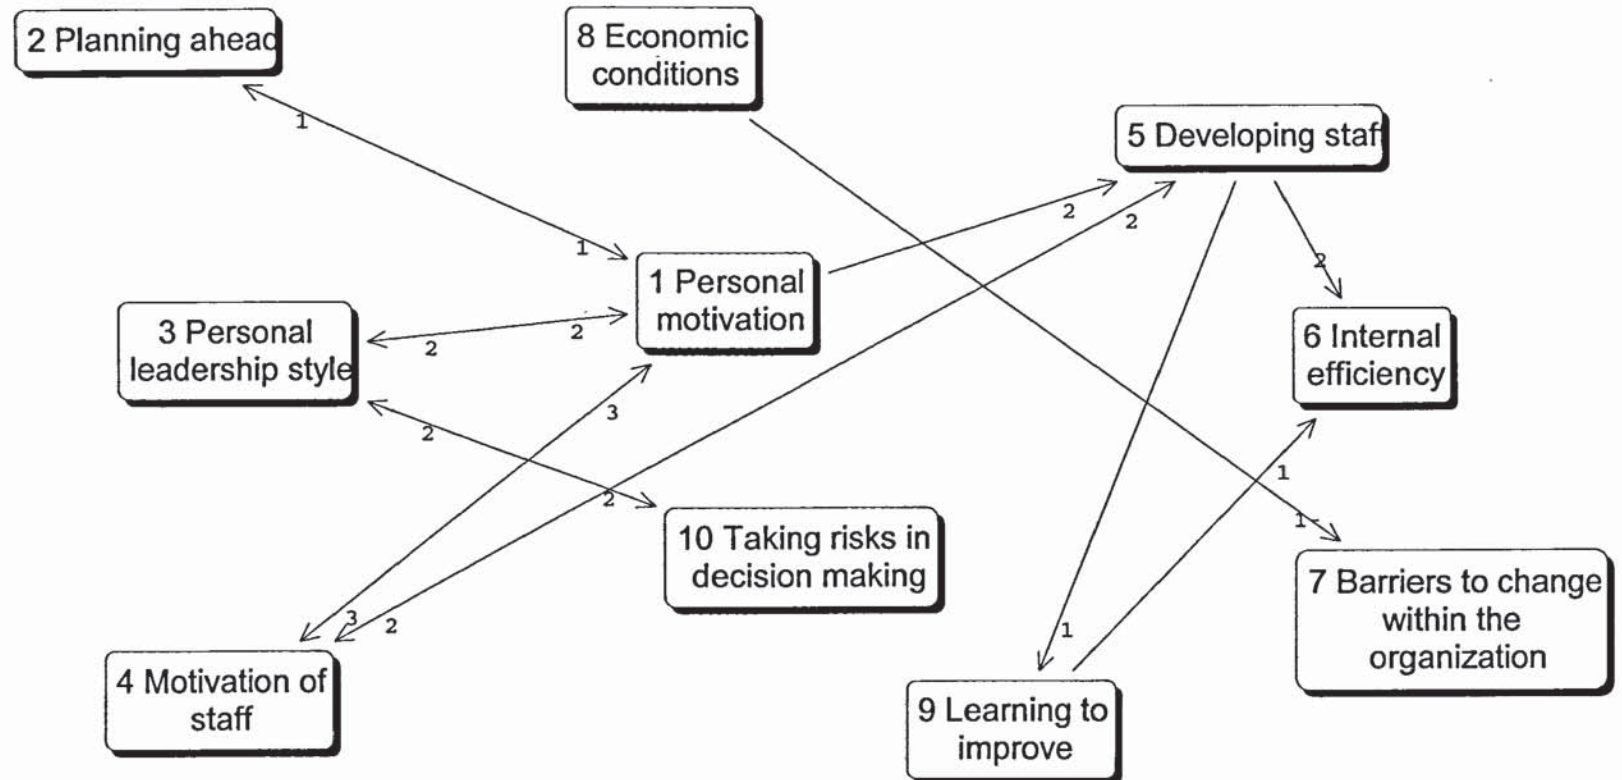 2 Planning ahead
8 Economic
conditions
5 Developing staf
1
1
2
2
2
1 Personal
motivation
3 Personal
leadership style
2
2
6 Internal
efficiency
3
2
2
1
1-
10 Taking risks in
decision making
7 Barriers to change
within the
organization
3
2
1
4 Motivation of
staff
9 Learning to
improve